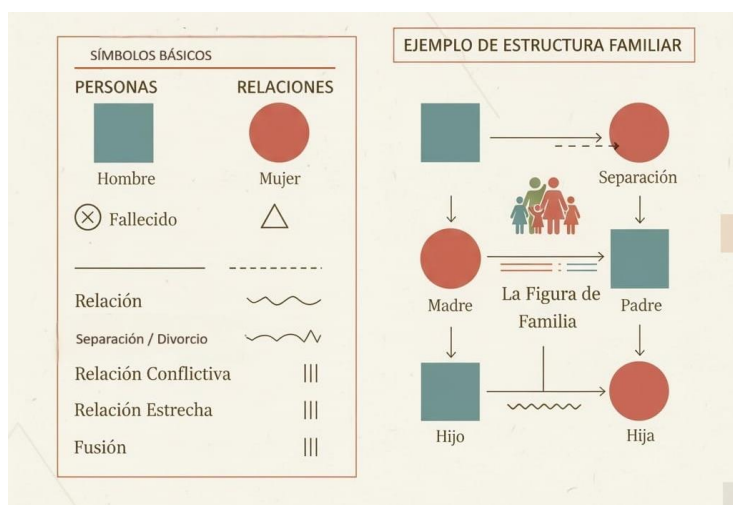 SÍMBOLOS BÁSICOS
PERSONAS
RELACIONES
Hombre
Mujer
Fallecido
Relación
Separación / Divorcio
Relación Conflictiva
Relación Estrecha
Fusión
EJEMPLO DE ESTRUCTURA FAMILIAR
Separación
Madre
La Figura de
Familia
Padre
Hijo
Hija